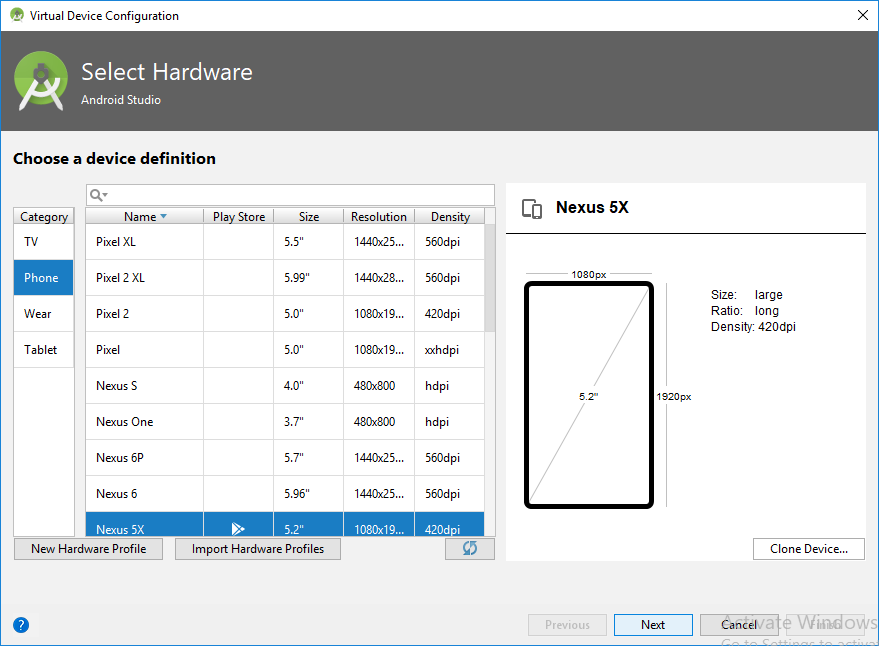 Virtual Device Configuration
Select Hardware
Android Studio
Choose a device definition
Category
TV
Phone
Wear
Tablet
Name Play Store Size Resolution Density
Pixel XL 5.5" 1440x25... 560dpi
Pixel 2 XL 5.99" 1440x28... 560dpi
Pixel 2 5.0" 1080x19... 420dpi
Pixel 5.0" 1080x19... xxhdpi
Nexus S 4.0" 480x800 hdpi
Nexus One 3.7" 480x800 hdpi
Nexus 6P 5.7" 1440x25... 560dpi
Nexus 6 5.96" 1440x25... 560dpi
Nexus 5X 5.2" 1080x19... 420dpi
New Hardware Profile Import Hardware Profiles
Nexus 5X
1080px
5.2"
1920px
Size: large
Ratio: long
Density: 420dpi
Clone Device...
?
Previous Next Cancel Finish
Activate Windows
Go to Settings to activa